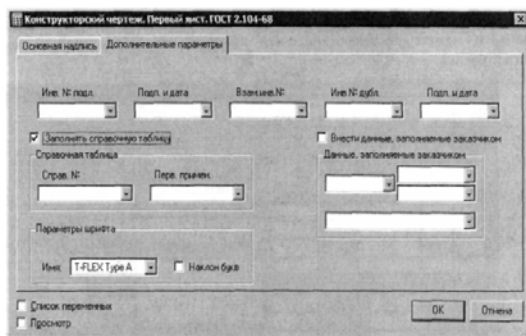 Конструкторский чертеж. Первый лист. ГОСТ 2.104-68
Основная надпись Дополнительные параметры
Инв. № подл. Подп. и дата Взам.инв.№ Инв № дубл. Подп. и дата
Заполнять справочную таблицу Внести данные, заполняемые заказчиком
Справочная таблица Данные, заполняемые заказчиком
Справ. № Перв. примен.
Параметры шрифта
Имя: T-FLEX Type A Наклон букв
Список переменных OK Отмена
Просмотр